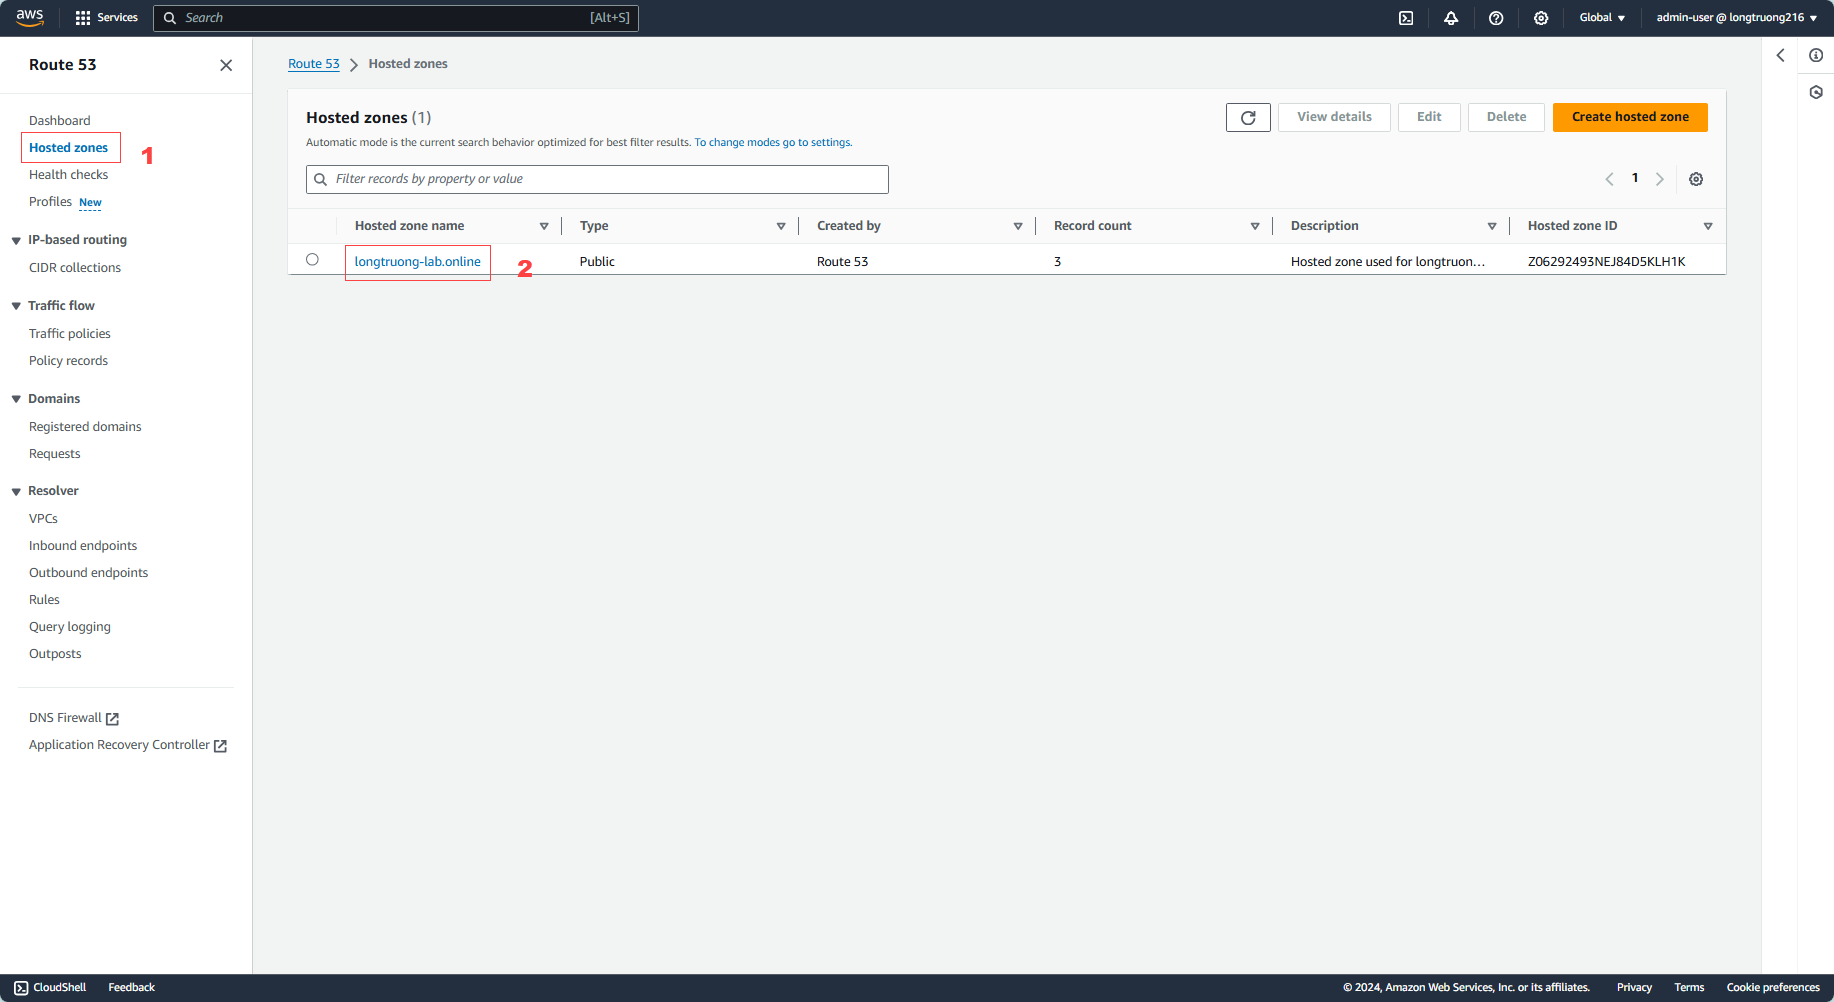 aws
Services
Search
[Alt+S]
Global
admin-user @ longtruong216
Route 53
Dashboard
Hosted zones
1
Health checks
Profiles New
IP-based routing
CIDR collections
Traffic flow
Traffic policies
Policy records
Domains
Registered domains
Requests
Resolver
VPCs
Inbound endpoints
Outbound endpoints
Rules
Query logging
Outposts
DNS Firewall
Application Recovery Controller
Route 53 > Hosted zones
Hosted zones (1)
View details
Edit
Delete
Create hosted zone
Automatic mode is the current search behavior optimized for best filter results. To change modes go to settings.
Filter records by property or value
1
Hosted zone name Type Created by Record count Description Hosted zone ID
longtruong-lab.online 2 Public Route 53 3 Hosted zone used for longtruon... Z06292493NEJ84D5KLH1K
CloudShell Feedback
© 2024, Amazon Web Services, Inc. or its affiliates. Privacy Terms Cookie preferences